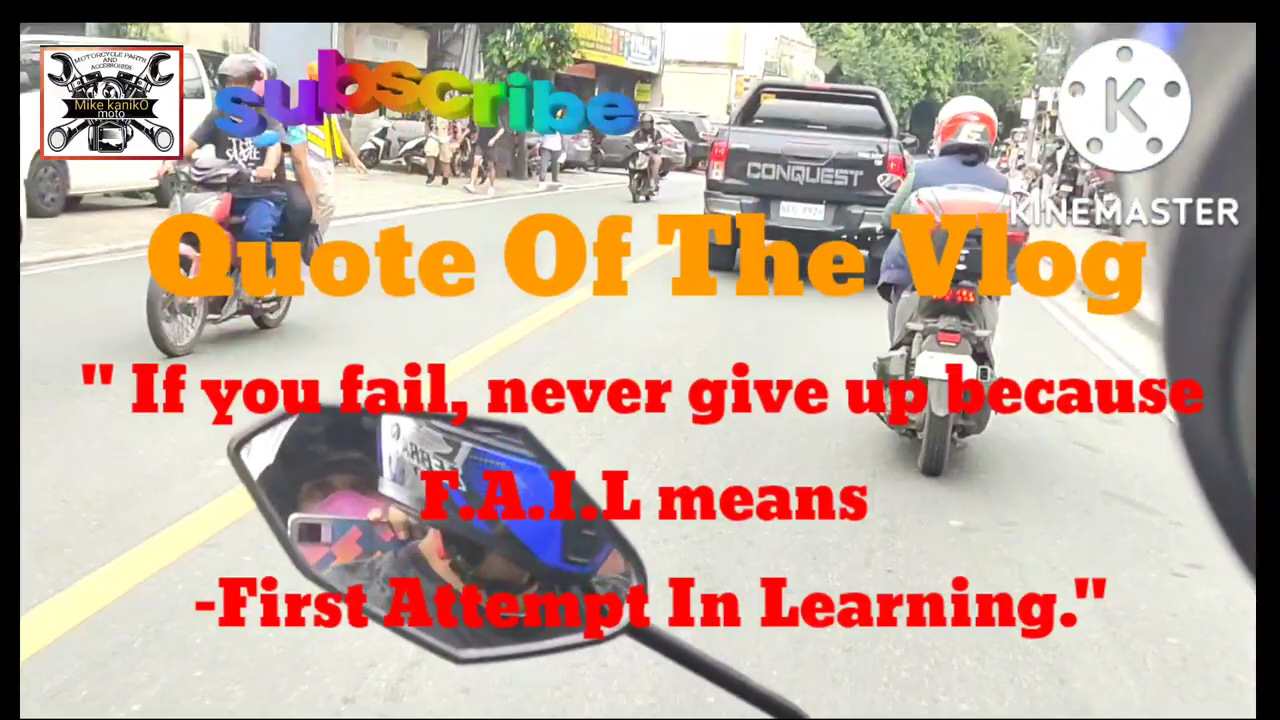 MOTORCYCLE PARTS
AND
ACCESSORIES
Mike kanikO
moto
subscribe
K
KINEMASTER
CONQUEST
Quote Of The Vlog
" If you fail, never give up because
F.A.I.L means
-First Attempt In Learning."